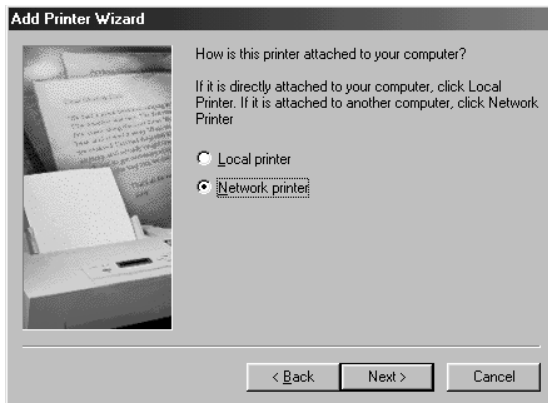 Add Printer Wizard
How is this printer attached to your computer?
If it is directly attached to your computer, click Local
Printer. If it is attached to another computer, click Network
Printer
Local printer
Network printer
< Back
Next >
Cancel